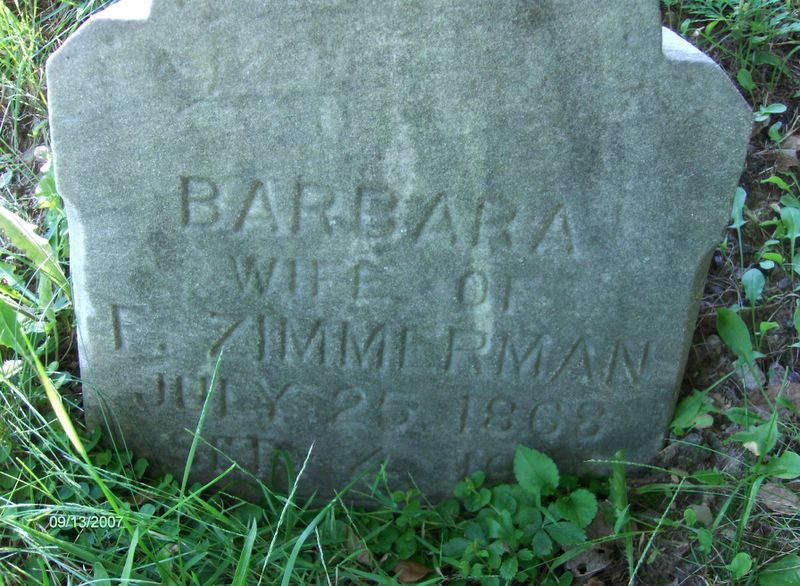 BARBARA
WIFE OF
F. ZIMMERMAN
JULY 25 1868
09/13/2007